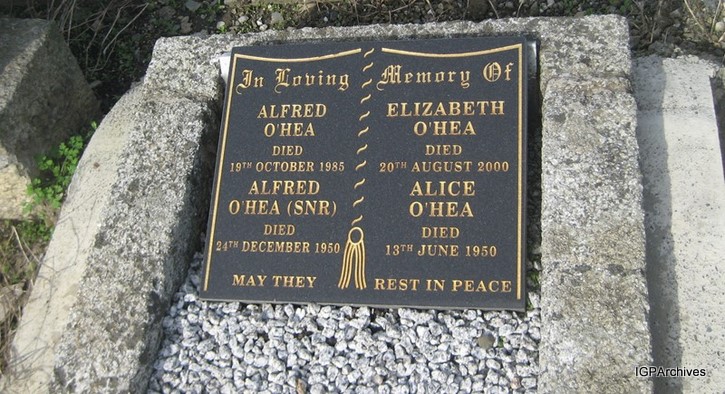 In Loving Memory Of
ALFRED
O'HEA
DIED
19TH OCTOBER 1985
ALFRED
O'HEA (SNR)
DIED
24TH DECEMBER 1950
ELIZABETH
O'HEA
DIED
20TH AUGUST 2000
ALICE
O'HEA
DIED
13TH JUNE 1950
MAY THEY REST IN PEACE
IGPArchives